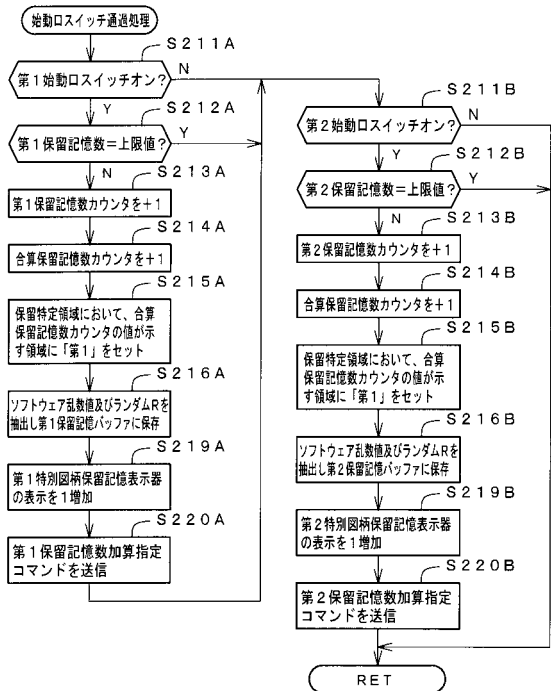 始動口スイッチ通過処理
S211A
第1始動口スイッチオン?
N
Y
S212A
第1保留記憶数=上限値?
Y
N
S213A
第1保留記憶数カウンタを+1
S214A
合算保留記憶数カウンタを+1
S215A
保留特定領域において、合算
保留記憶数カウンタの値が示
す領域に「第1」をセット
S216A
ソフトウェア乱数値及びランダムRを
抽出し第1保留記憶バッファに保存
S219A
第1特別図柄保留記憶表示器
の表示を1増加
S220A
第1保留記憶数加算指定
コマンドを送信
S211B
第2始動口スイッチオン?
N
Y
S212B
第2保留記憶数=上限値?
Y
N
S213B
第2保留記憶数カウンタを+1
S214B
合算保留記憶数カウンタを+1
S215B
保留特定領域において、合算
保留記憶数カウンタの値が示
す領域に「第1」をセット
S216B
ソフトウェア乱数値及びランダムRを
抽出し第2保留記憶バッファに保存
S219B
第2特別図柄保留記憶表示器
の表示を1増加
S220B
第2保留記憶数加算指定
コマンドを送信
RET